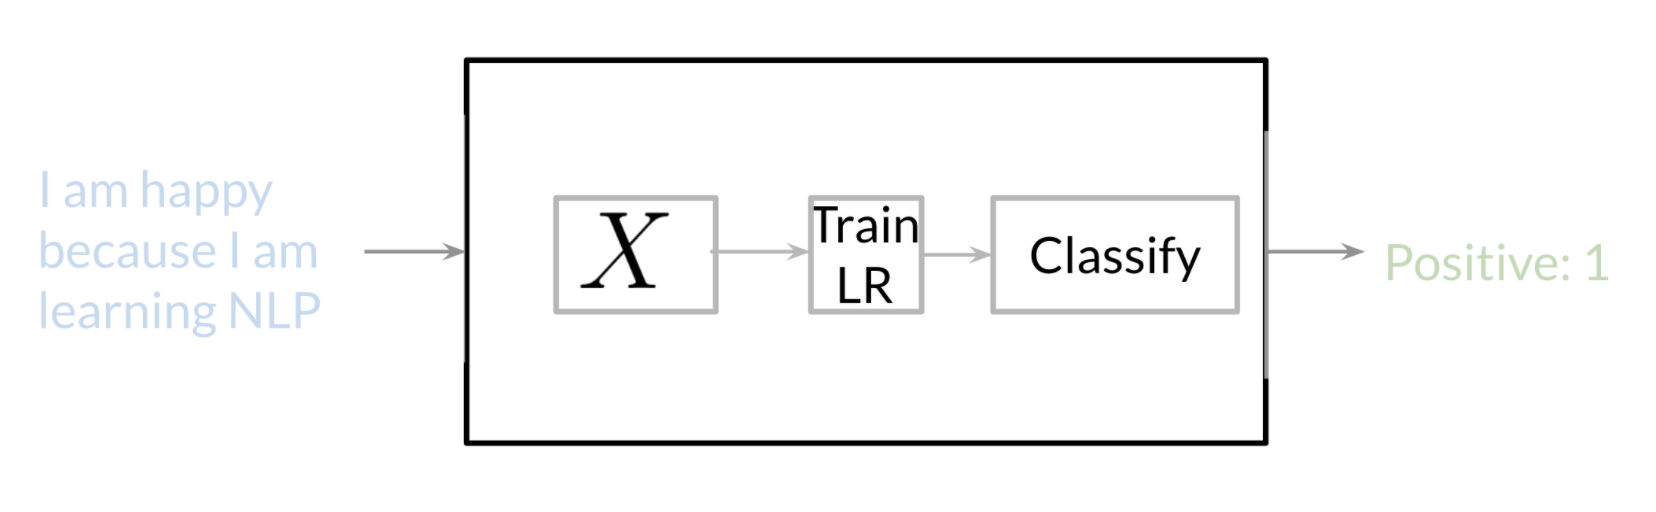 I am happy
because I am
learning NLP
X
Train
LR
Classify
Positive: 1